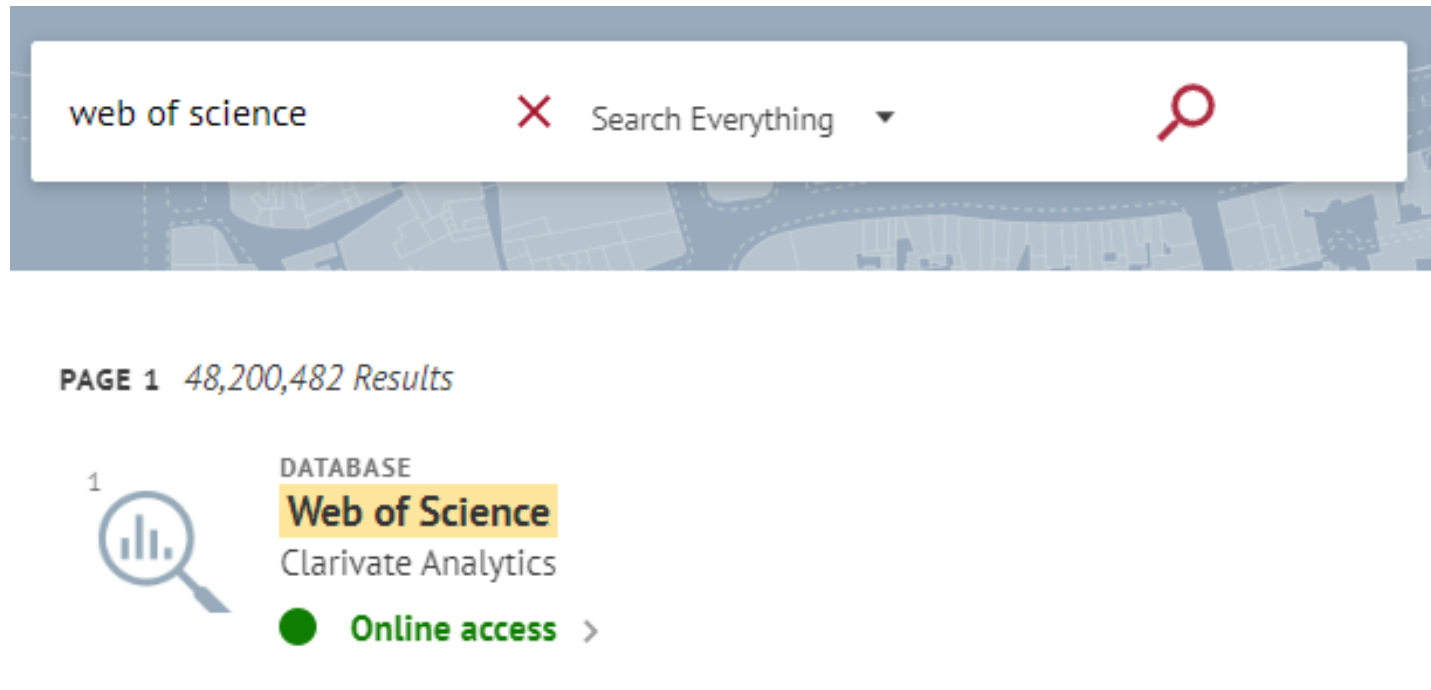 web of science Search Everything
PAGE 1 48,200,482 Results
1
DATABASE
Web of Science
Clarivate Analytics
Online access